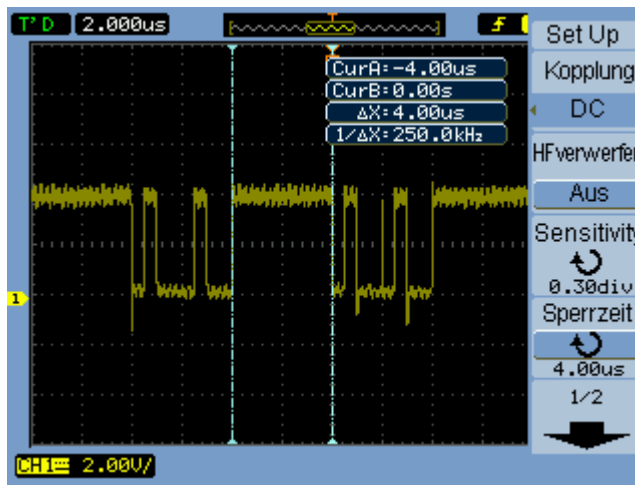 T'D 2.000us
CurA:-4.00us
CurB:0.00s
ΔX:4.00us
1/ΔX:250.0kHz
Set Up
Kopplung
DC
HFverwerfer
Aus
Sensitivity
0.30div
Sperrzeit
4.00us
1/2
1
CH1 2.00V/